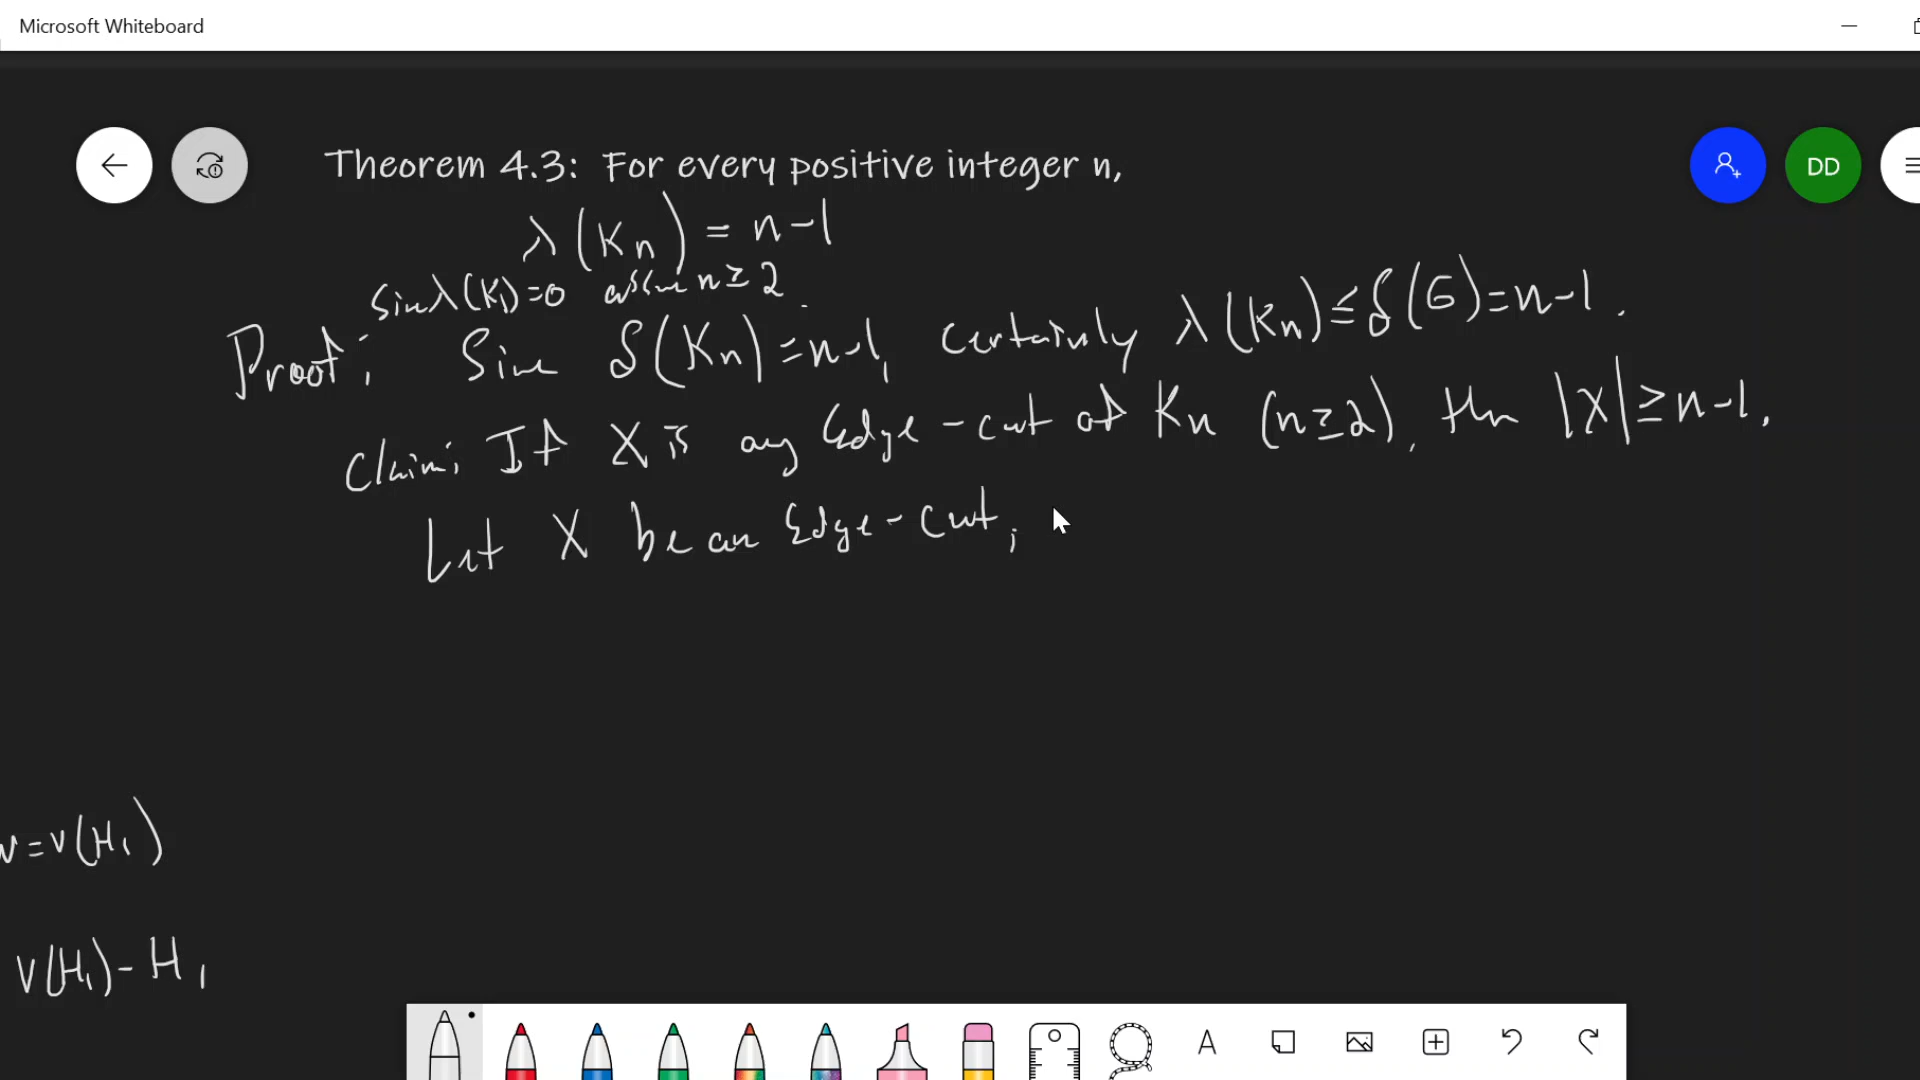 Microsoft Whiteboard
Theorem 4.3: For every positive integer n,
DD
λ(Kn) = n-1
Sin λ(K1)=0 assume n≥2.
Proof: Sine δ(Kn)=n-1, certainly λ(Kn)≤δ(G)=n-1.
Claim: If X is any Edge-cut of Kn (n≥2), then |X|≥n-1.
Let X be an Edge-cut,
=V(H1)
V(H1)-H1
A